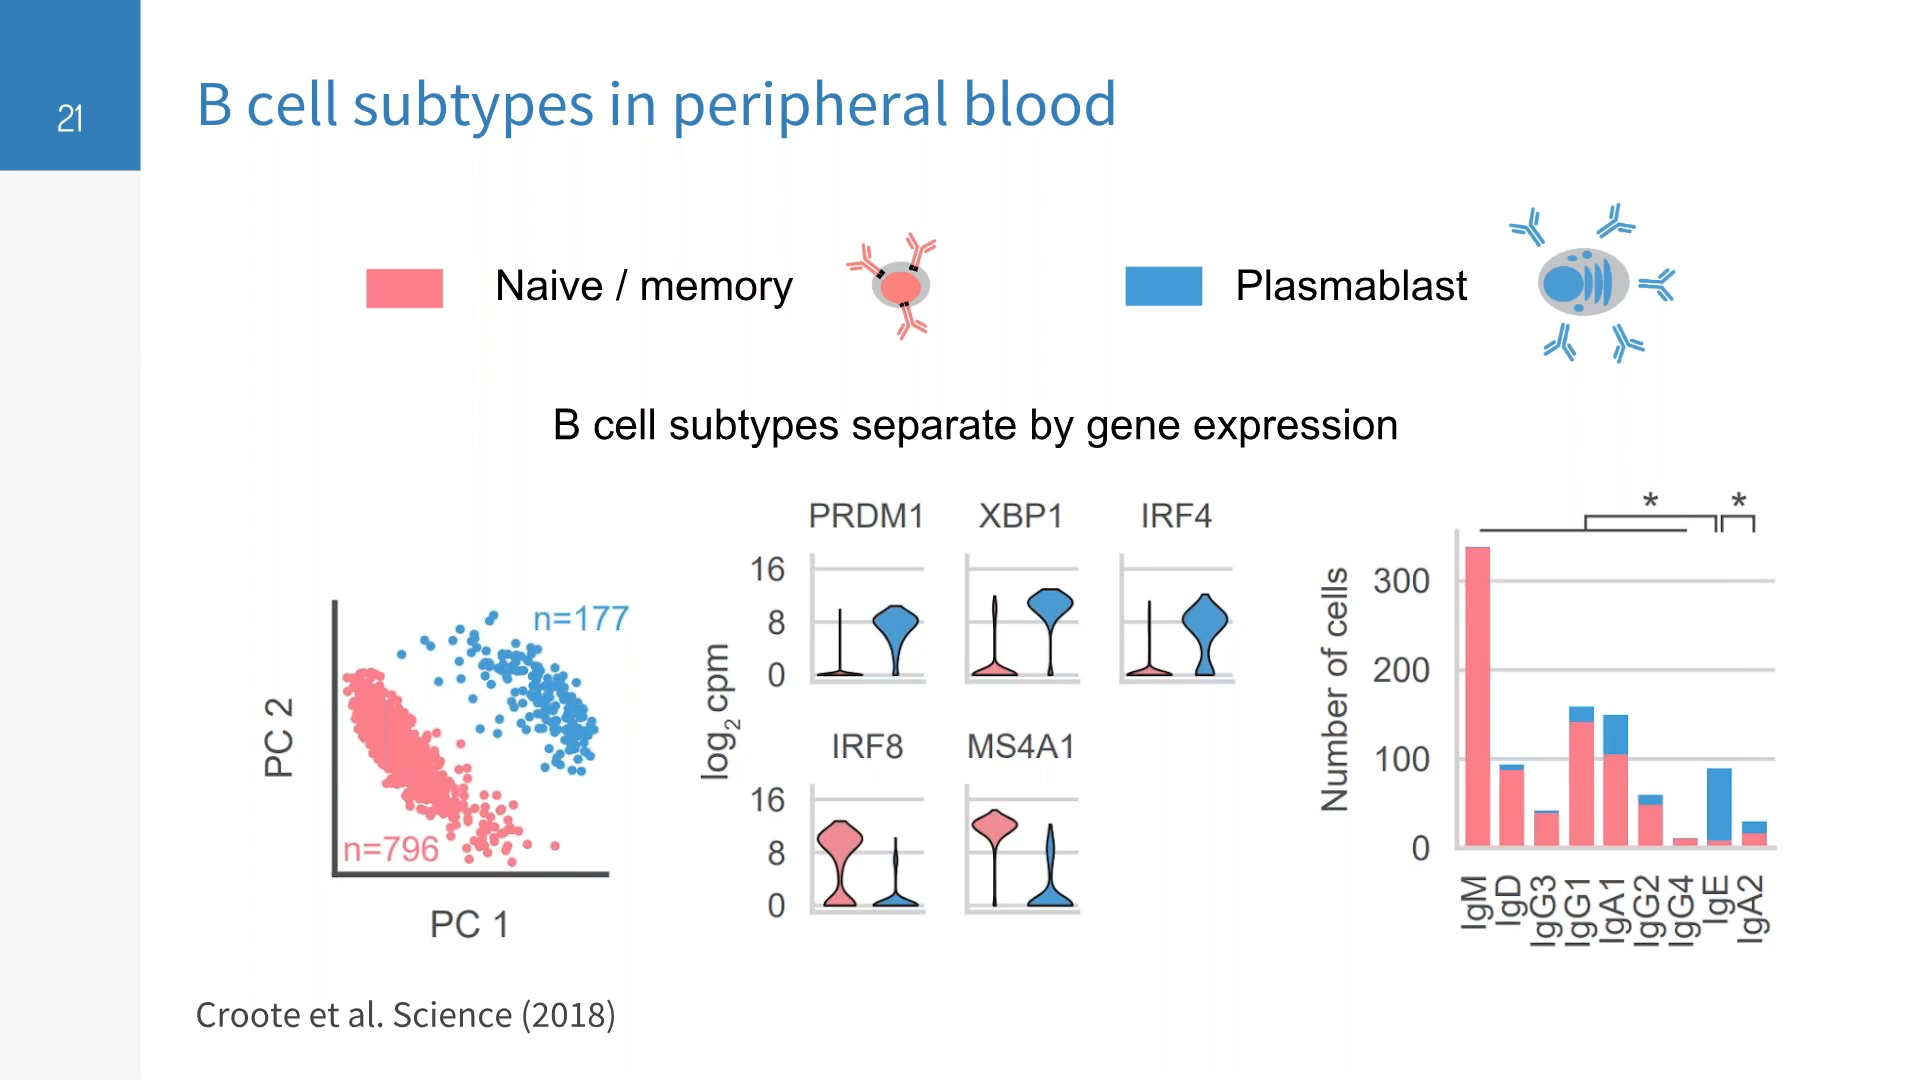 21
B cell subtypes in peripheral blood
Naive / memory
Plasmablast
B cell subtypes separate by gene expression
n=177
n=796
PC 2
PC 1
log2 cpm
PRDM1
XBP1
IRF4
16
8
0
IRF8
MS4A1
16
8
0
*
*
Number of cells
300
200
100
0
IgM
IgD
IgG3
IgG1
IgA1
IgG2
IgG4
IgE
IgA2
Croote et al. Science (2018)